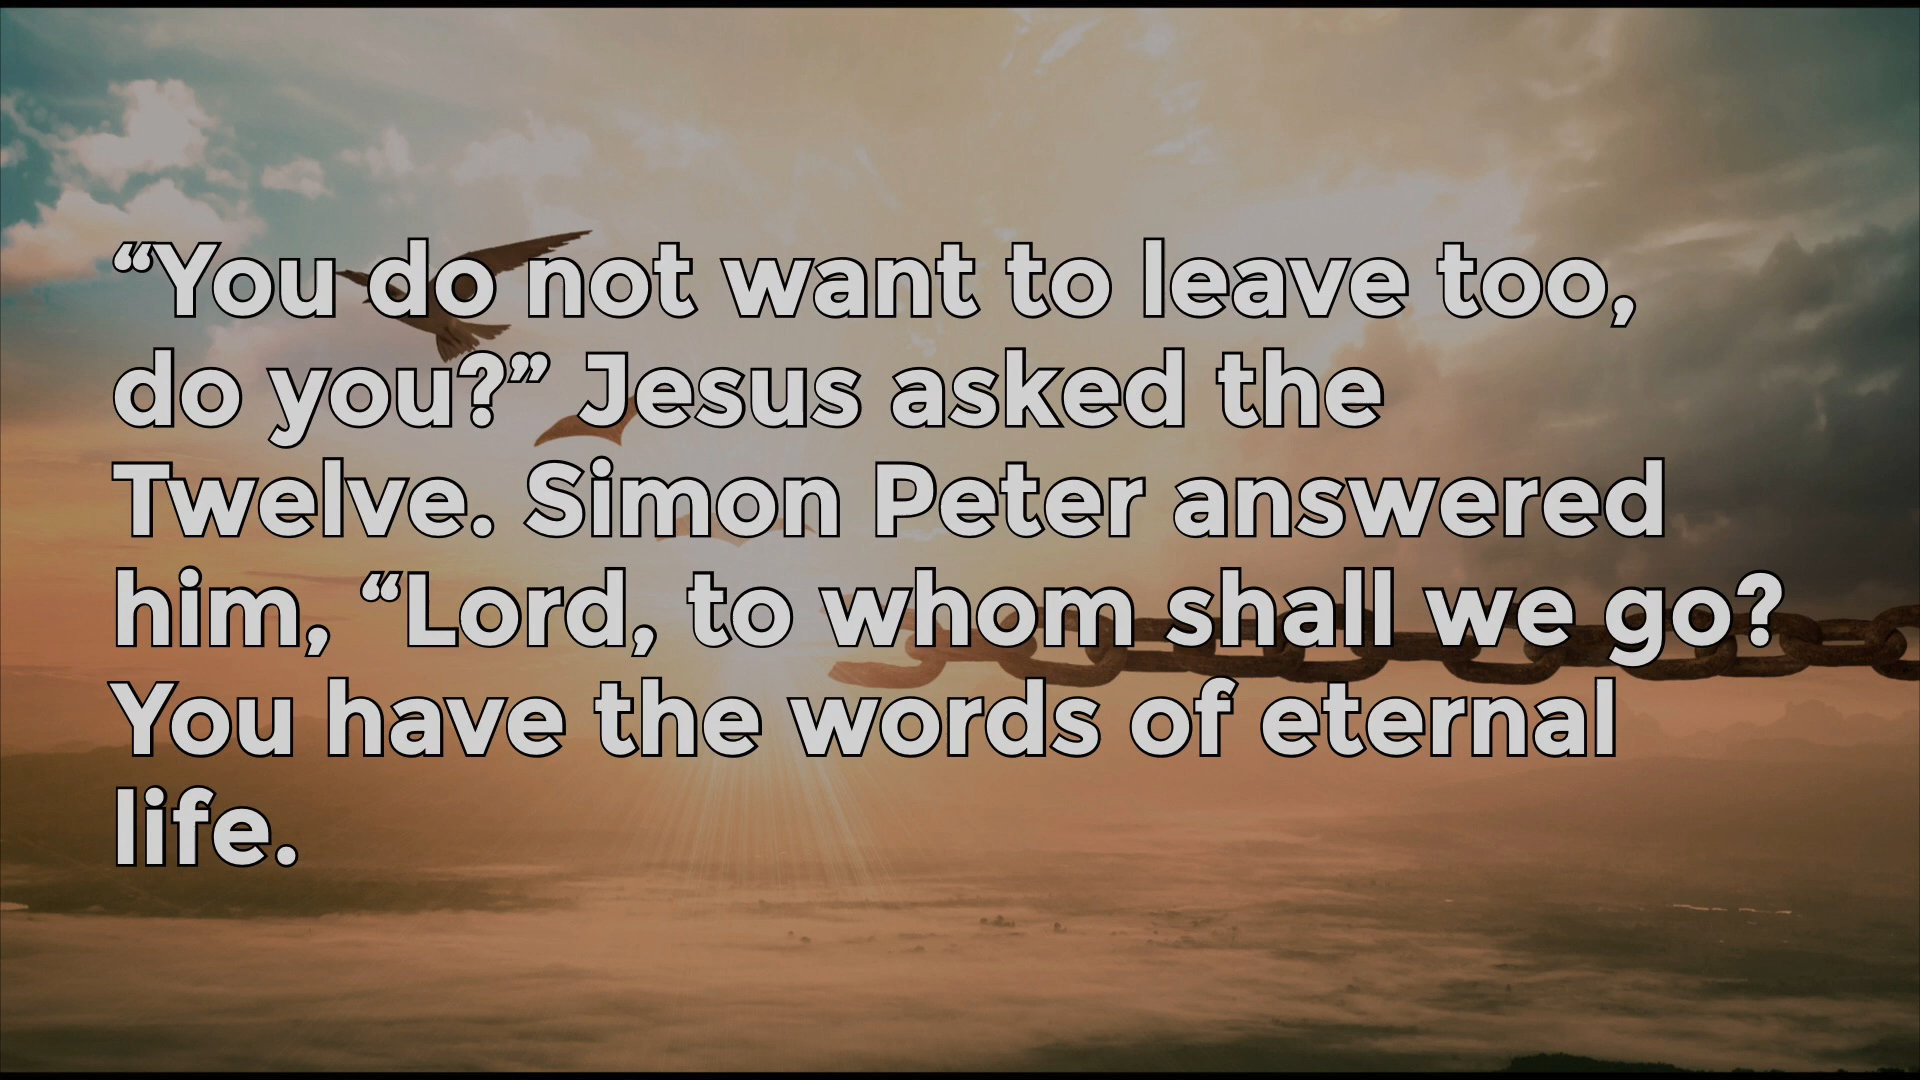 “You do not want to leave too,
do you?” Jesus asked the
Twelve. Simon Peter answered
him, “Lord, to whom shall we go?
You have the words of eternal
life.